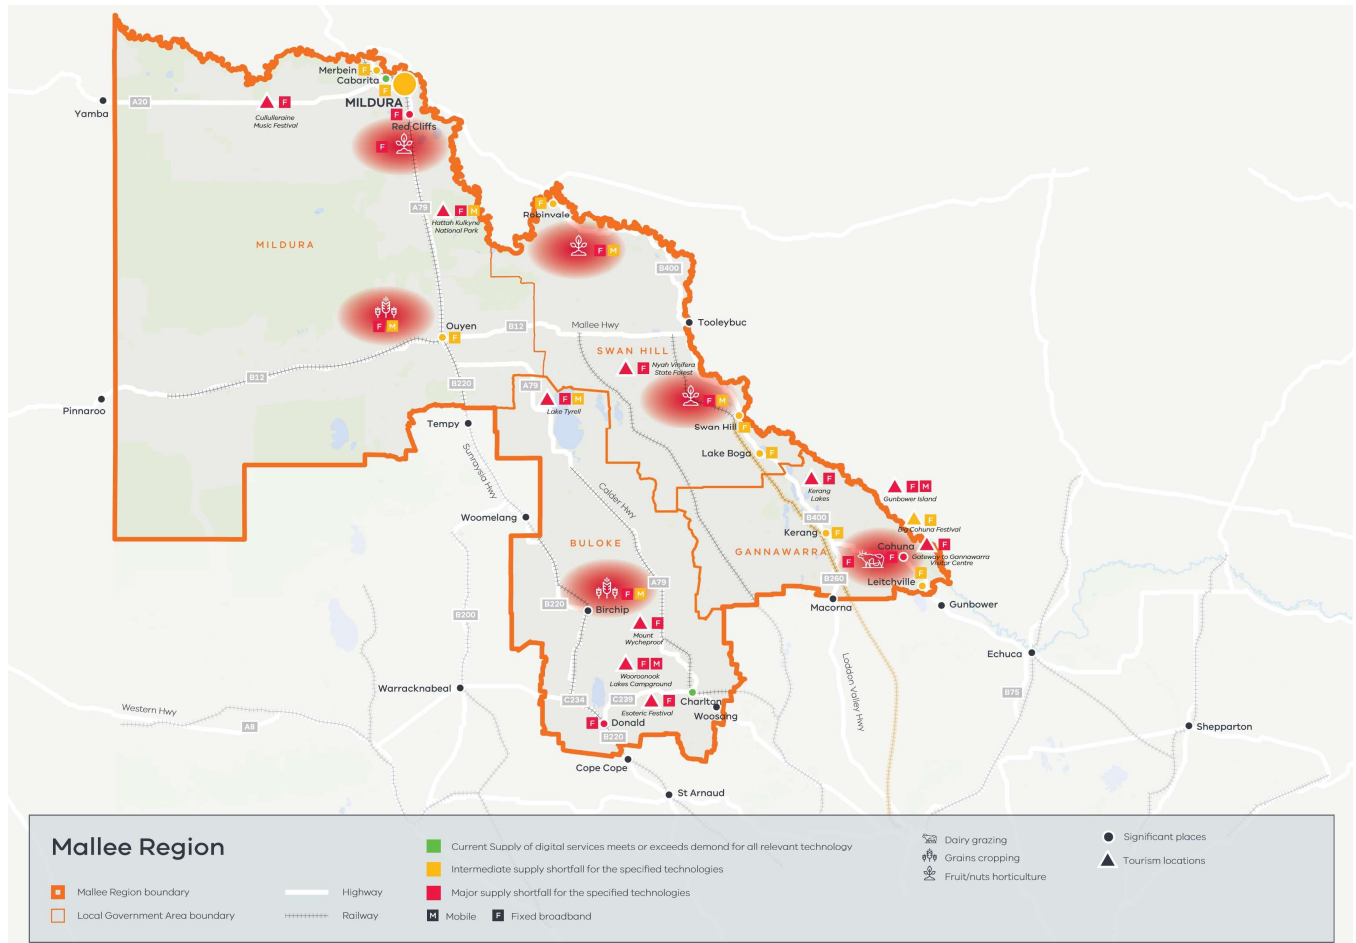 Merbein F
Cabarita
F
MILDURA
Yamba
A20
F
Cullulleraine
Music Festival
F
Red Cliffs
F
A79
F M
Hattah Kulkyne
National Park
F
Robinvale
MILDURA
F M
B400
F M
Ouyen
F
B12
Mallee Hwy
Tooleybuc
SWAN HILL
F
Nyah Vinifera
State Forest
B12
B220
A79
F M
Lake Tyrell
F M
Pinnaroo
Tempy
Swan Hill
F
Sunraysia Hwy
Lake Boga
F
Calder Hwy
F
Kerang
Lakes
F M
Gunbower Island
Woomelang
B400
F
Big Cohuna Festival
Kerang
F
BULOKE
GANNAWARRA
Cohuna
F
F
F
Gateway to Gannawarra
Visitor Centre
F
Leitchville
B260
A79
F M
B220
Birchip
Macorna
Gunbower
B200
F
Mount
Wycheproof
Echuca
F M
Wooroonook
Lakes Campground
Loddon Valley Hwy
Warracknabeal
B75
C234
C239
F
Esoteric Festival
Charlton
Woosang
Western Hwy
A8
F
Donald
B220
Shepparton
Cope Cope
St Arnaud
Mallee Region
Mallee Region boundary
Local Government Area boundary
Highway
Railway
Current Supply of digital services meets or exceeds demand for all relevant technology
Intermediate supply shortfall for the specified technologies
Major supply shortfall for the specified technologies
M Mobile F Fixed broadband
Dairy grazing
Grains cropping
Fruit/nuts horticulture
Significant places
Tourism locations